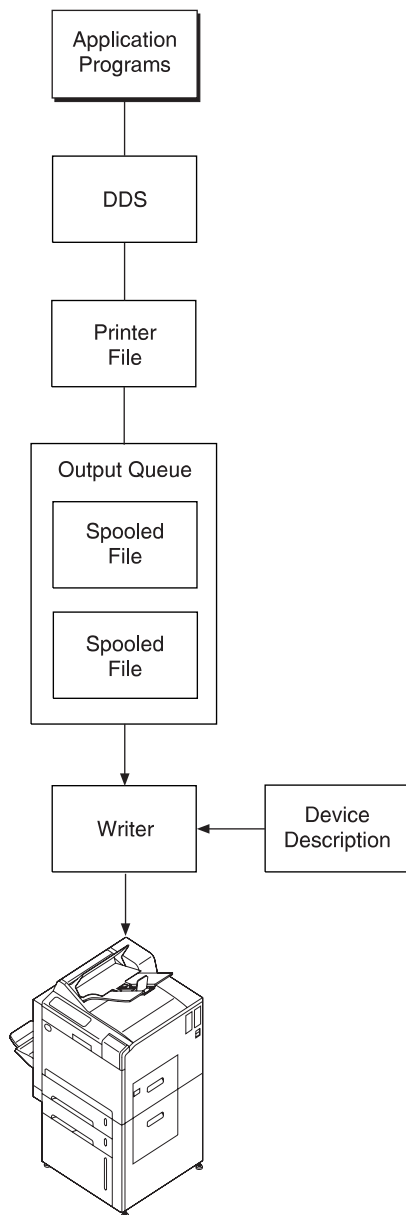 Application
Programs
DDS
Printer
File
Output Queue
Spooled
File
Spooled
File
Writer
Device
Description